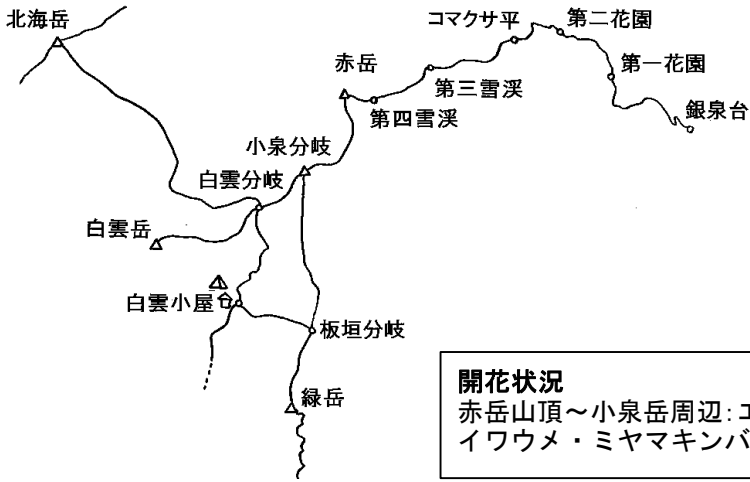 北海岳
コマクサ平
第二花園
赤岳
第三雪渓
第一花園
第四雪渓
銀泉台
小泉分岐
白雲分岐
白雲岳
白雲小屋
板垣分岐
緑岳
開花状況
赤岳山頂～小泉岳周辺:エ
イワウメ・ミヤマキンバ